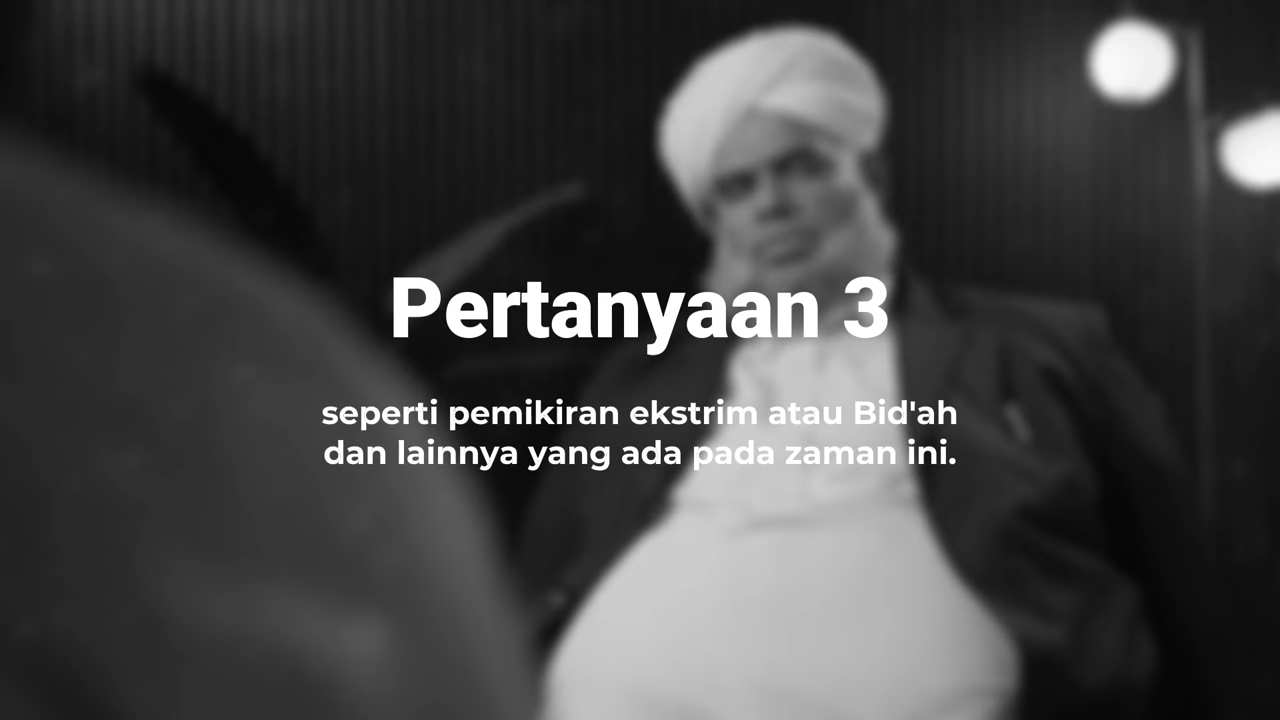 Pertanyaan 3
seperti pemikiran ekstrim atau Bid'ah
dan lainnya yang ada pada zaman ini.